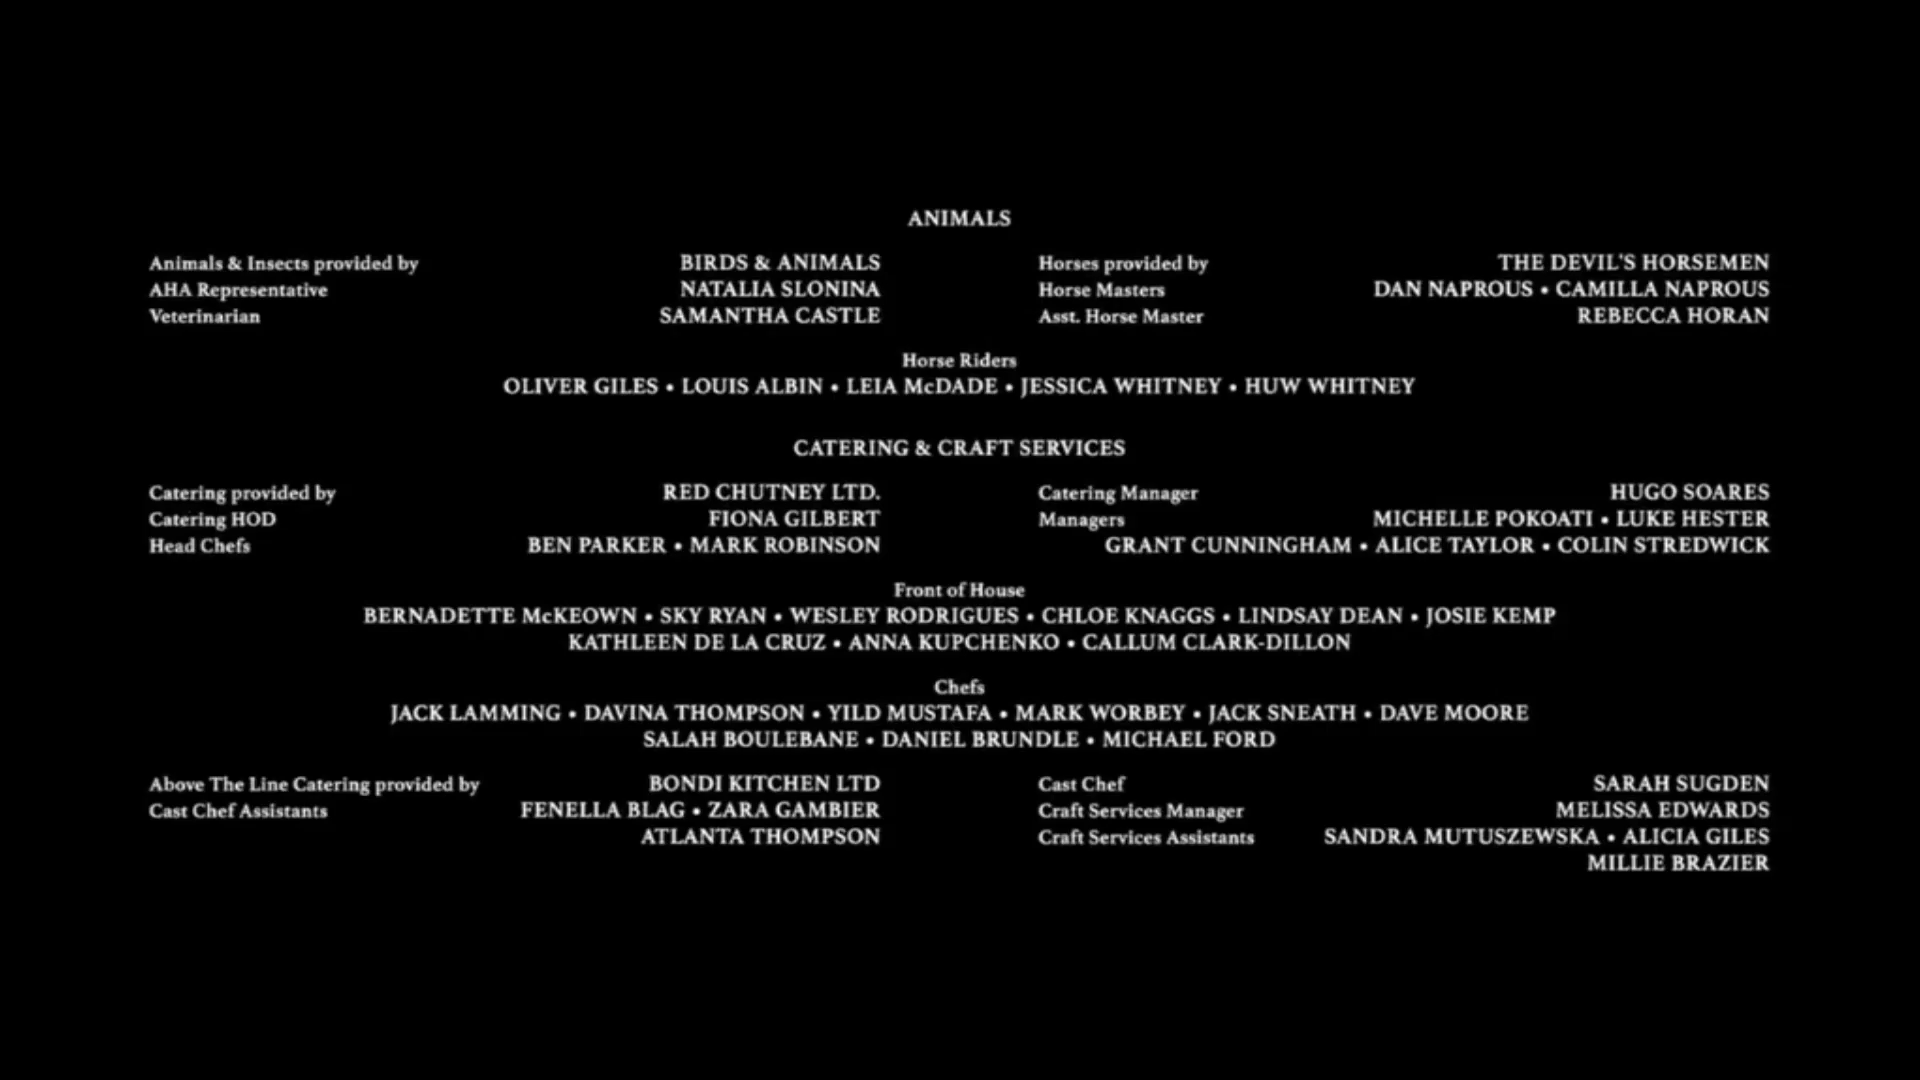 ANIMALS
Animals & Insects provided by BIRDS & ANIMALS
AHA Representative NATALIA SLONINA
Veterinarian SAMANTHA CASTLE
Horses provided by THE DEVIL'S HORSEMEN
Horse Masters DAN NAPROUS • CAMILLA NAPROUS
Asst. Horse Master REBECCA HORAN
Horse Riders
OLIVER GILES • LOUIS ALBIN • LEIA McDADE • JESSICA WHITNEY • HUW WHITNEY
CATERING & CRAFT SERVICES
Catering provided by RED CHUTNEY LTD.
Catering HOD FIONA GILBERT
Head Chefs BEN PARKER • MARK ROBINSON
Catering Manager HUGO SOARES
Managers MICHELLE POKOATI • LUKE HESTER
GRANT CUNNINGHAM • ALICE TAYLOR • COLIN STREDWICK
Front of House
BERNADETTE McKEOWN • SKY RYAN • WESLEY RODRIGUES • CHLOE KNAGGS • LINDSAY DEAN • JOSIE KEMP
KATHLEEN DE LA CRUZ • ANNA KUPCHENKO • CALLUM CLARK-DILLON
Chefs
JACK LAMMING • DAVINA THOMPSON • YILD MUSTAFA • MARK WORBEY • JACK SNEATH • DAVE MOORE
SALAH BOULEBANE • DANIEL BRUNDLE • MICHAEL FORD
Above The Line Catering provided by BONDI KITCHEN LTD
Cast Chef Assistants FENELLA BLAG • ZARA GAMBIER
ATLANTA THOMPSON
Cast Chef SARAH SUGDEN
Craft Services Manager MELISSA EDWARDS
Craft Services Assistants SANDRA MUTUSZEWSKA • ALICIA GILES
MILLIE BRAZIER